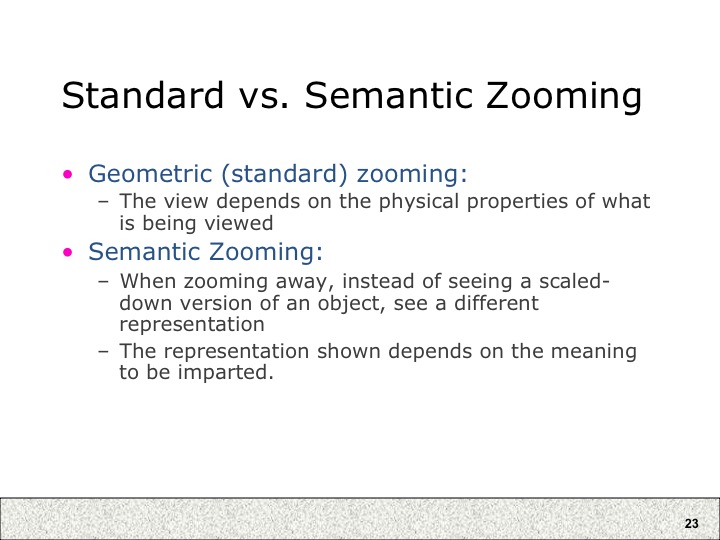 Standard vs. Semantic Zooming
• Geometric (standard) zooming:
– The view depends on the physical properties of what
is being viewed
• Semantic Zooming:
– When zooming away, instead of seeing a scaled-
down version of an object, see a different
representation
– The representation shown depends on the meaning
to be imparted.
23